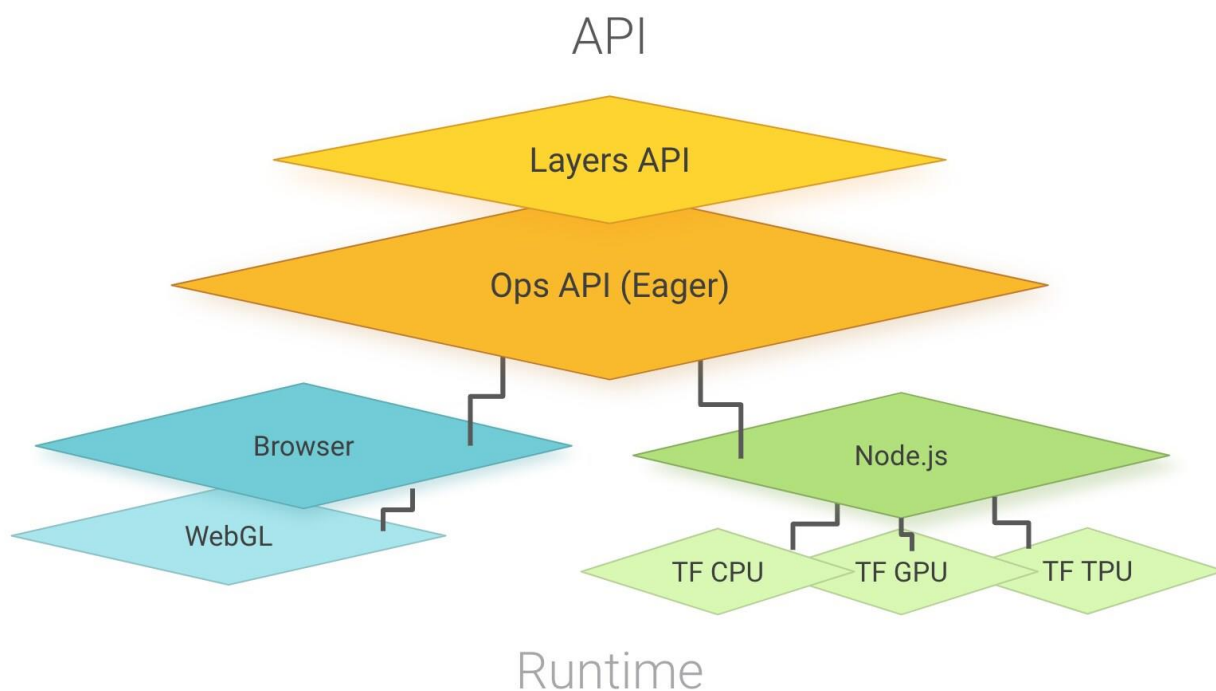 API
Layers API
Ops API (Eager)
Browser
Node.js
WebGL
TF CPU
TF GPU
TF TPU
Runtime